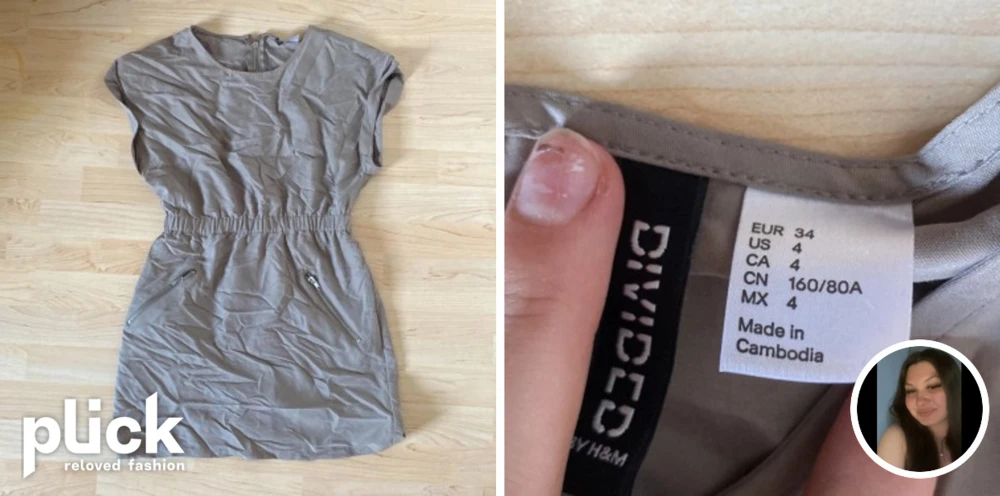 plick
reloved fashion
DIVIDED
BY H&M
EUR 34
US 4
CA 4
CN 160/80A
MX 4
Made in
Cambodia